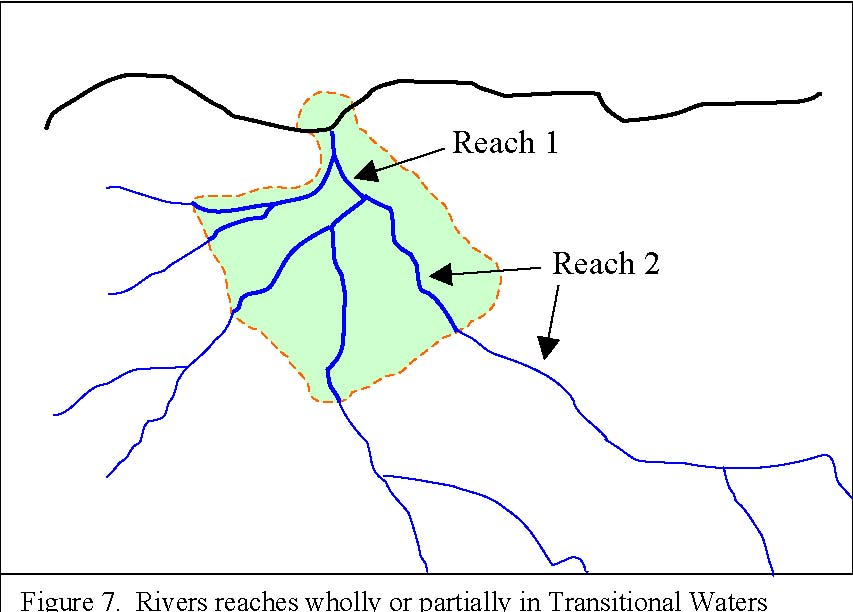 Reach 1
Reach 2
Figure 7.  Rivers reaches wholly or partially in Transitional Waters